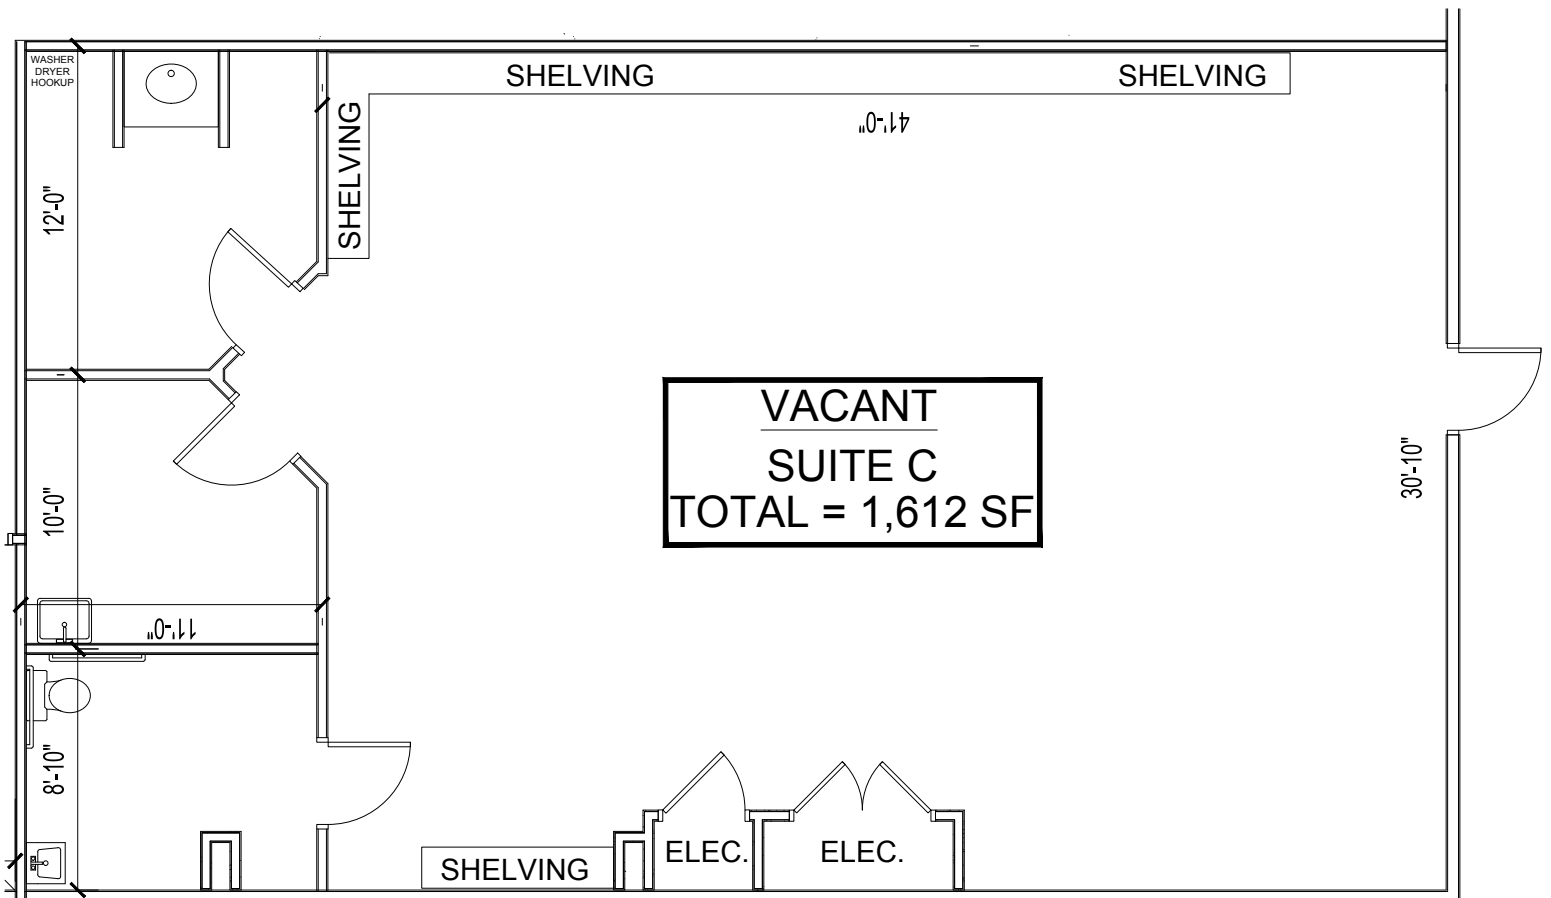 WASHER
DRYER
HOOKUP
SHELVING
SHELVING
SHELVING
41'-0"
12'-0"
VACANT
SUITE C
TOTAL = 1,612 SF
30'-10"
10'-0"
11'-0"
8'-10"
SHELVING
ELEC.
ELEC.